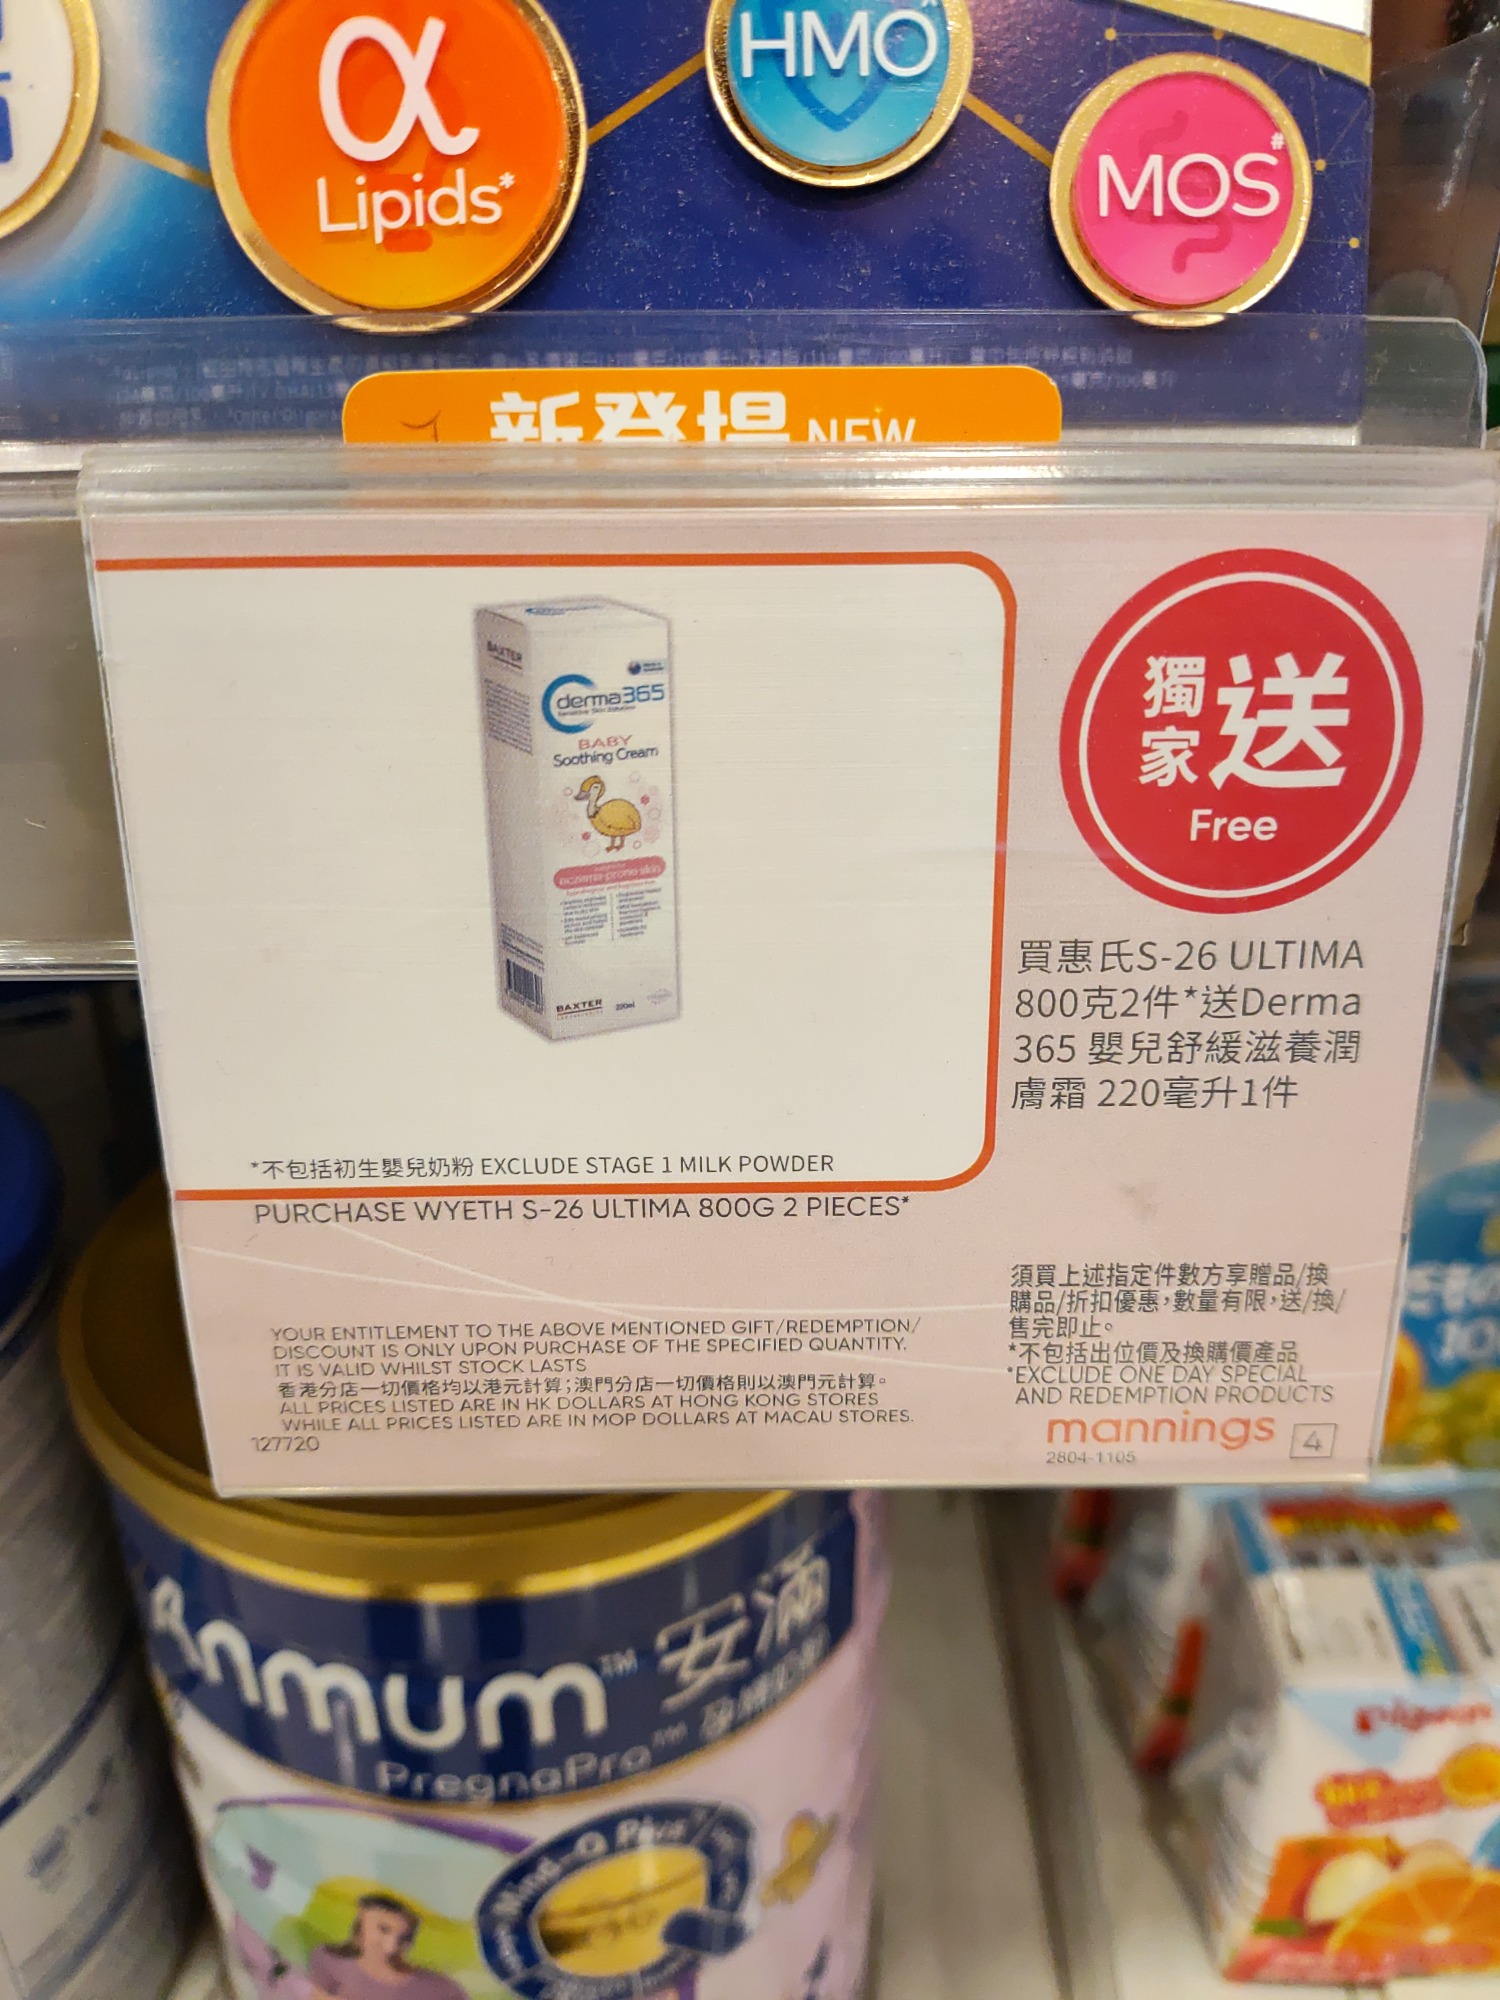 α
Lipids*
HMO^
MOS#
新登場 NEW
BAXTER
derma365
BABY
Soothing Cream
eczema-prone skin
BAXTER
220ml
獨家送
Free
買惠氏S-26 ULTIMA
800克2件*送Derma
365 嬰兒舒緩滋養潤
膚霜 220毫升1件
*不包括初生嬰兒奶粉 EXCLUDE STAGE 1 MILK POWDER
PURCHASE WYETH S-26 ULTIMA 800G 2 PIECES*
YOUR ENTITLEMENT TO THE ABOVE MENTIONED GIFT/REDEMPTION/
DISCOUNT IS ONLY UPON PURCHASE OF THE SPECIFIED QUANTITY.
IT IS VALID WHILST STOCK LASTS
香港分店一切價格均以港元計算；澳門分店一切價格則以澳門元計算。
ALL PRICES LISTED ARE IN HK DOLLARS AT HONG KONG STORES
WHILE ALL PRICES LISTED ARE IN MOP DOLLARS AT MACAU STORES.
127720
須買上述指定件數方享贈品/換
購品/折扣優惠，數量有限，送/換/
售完即止。
*不包括出位價及換購價產品
*EXCLUDE ONE DAY SPECIAL
AND REDEMPTION PRODUCTS
mannings 4
2804-1105
Anmum™ 安滿
PregnaPro™
Mind-Q Plus
Pigeon